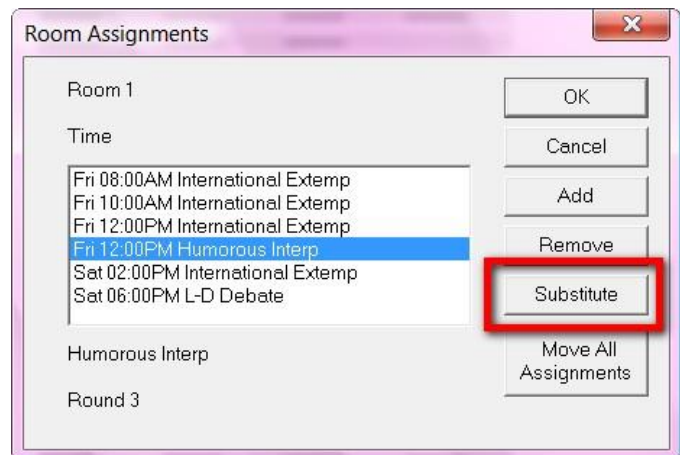 Room Assignments
Room 1
OK
Time
Cancel
Fri 08:00AM International Extemp
Fri 10:00AM International Extemp
Fri 12:00PM International Extemp
Fri 12:00PM Humorous Interp
Sat 02:00PM International Extemp
Sat 06:00PM L-D Debate
Add
Remove
Substitute
Humorous Interp
Move All
Assignments
Round 3